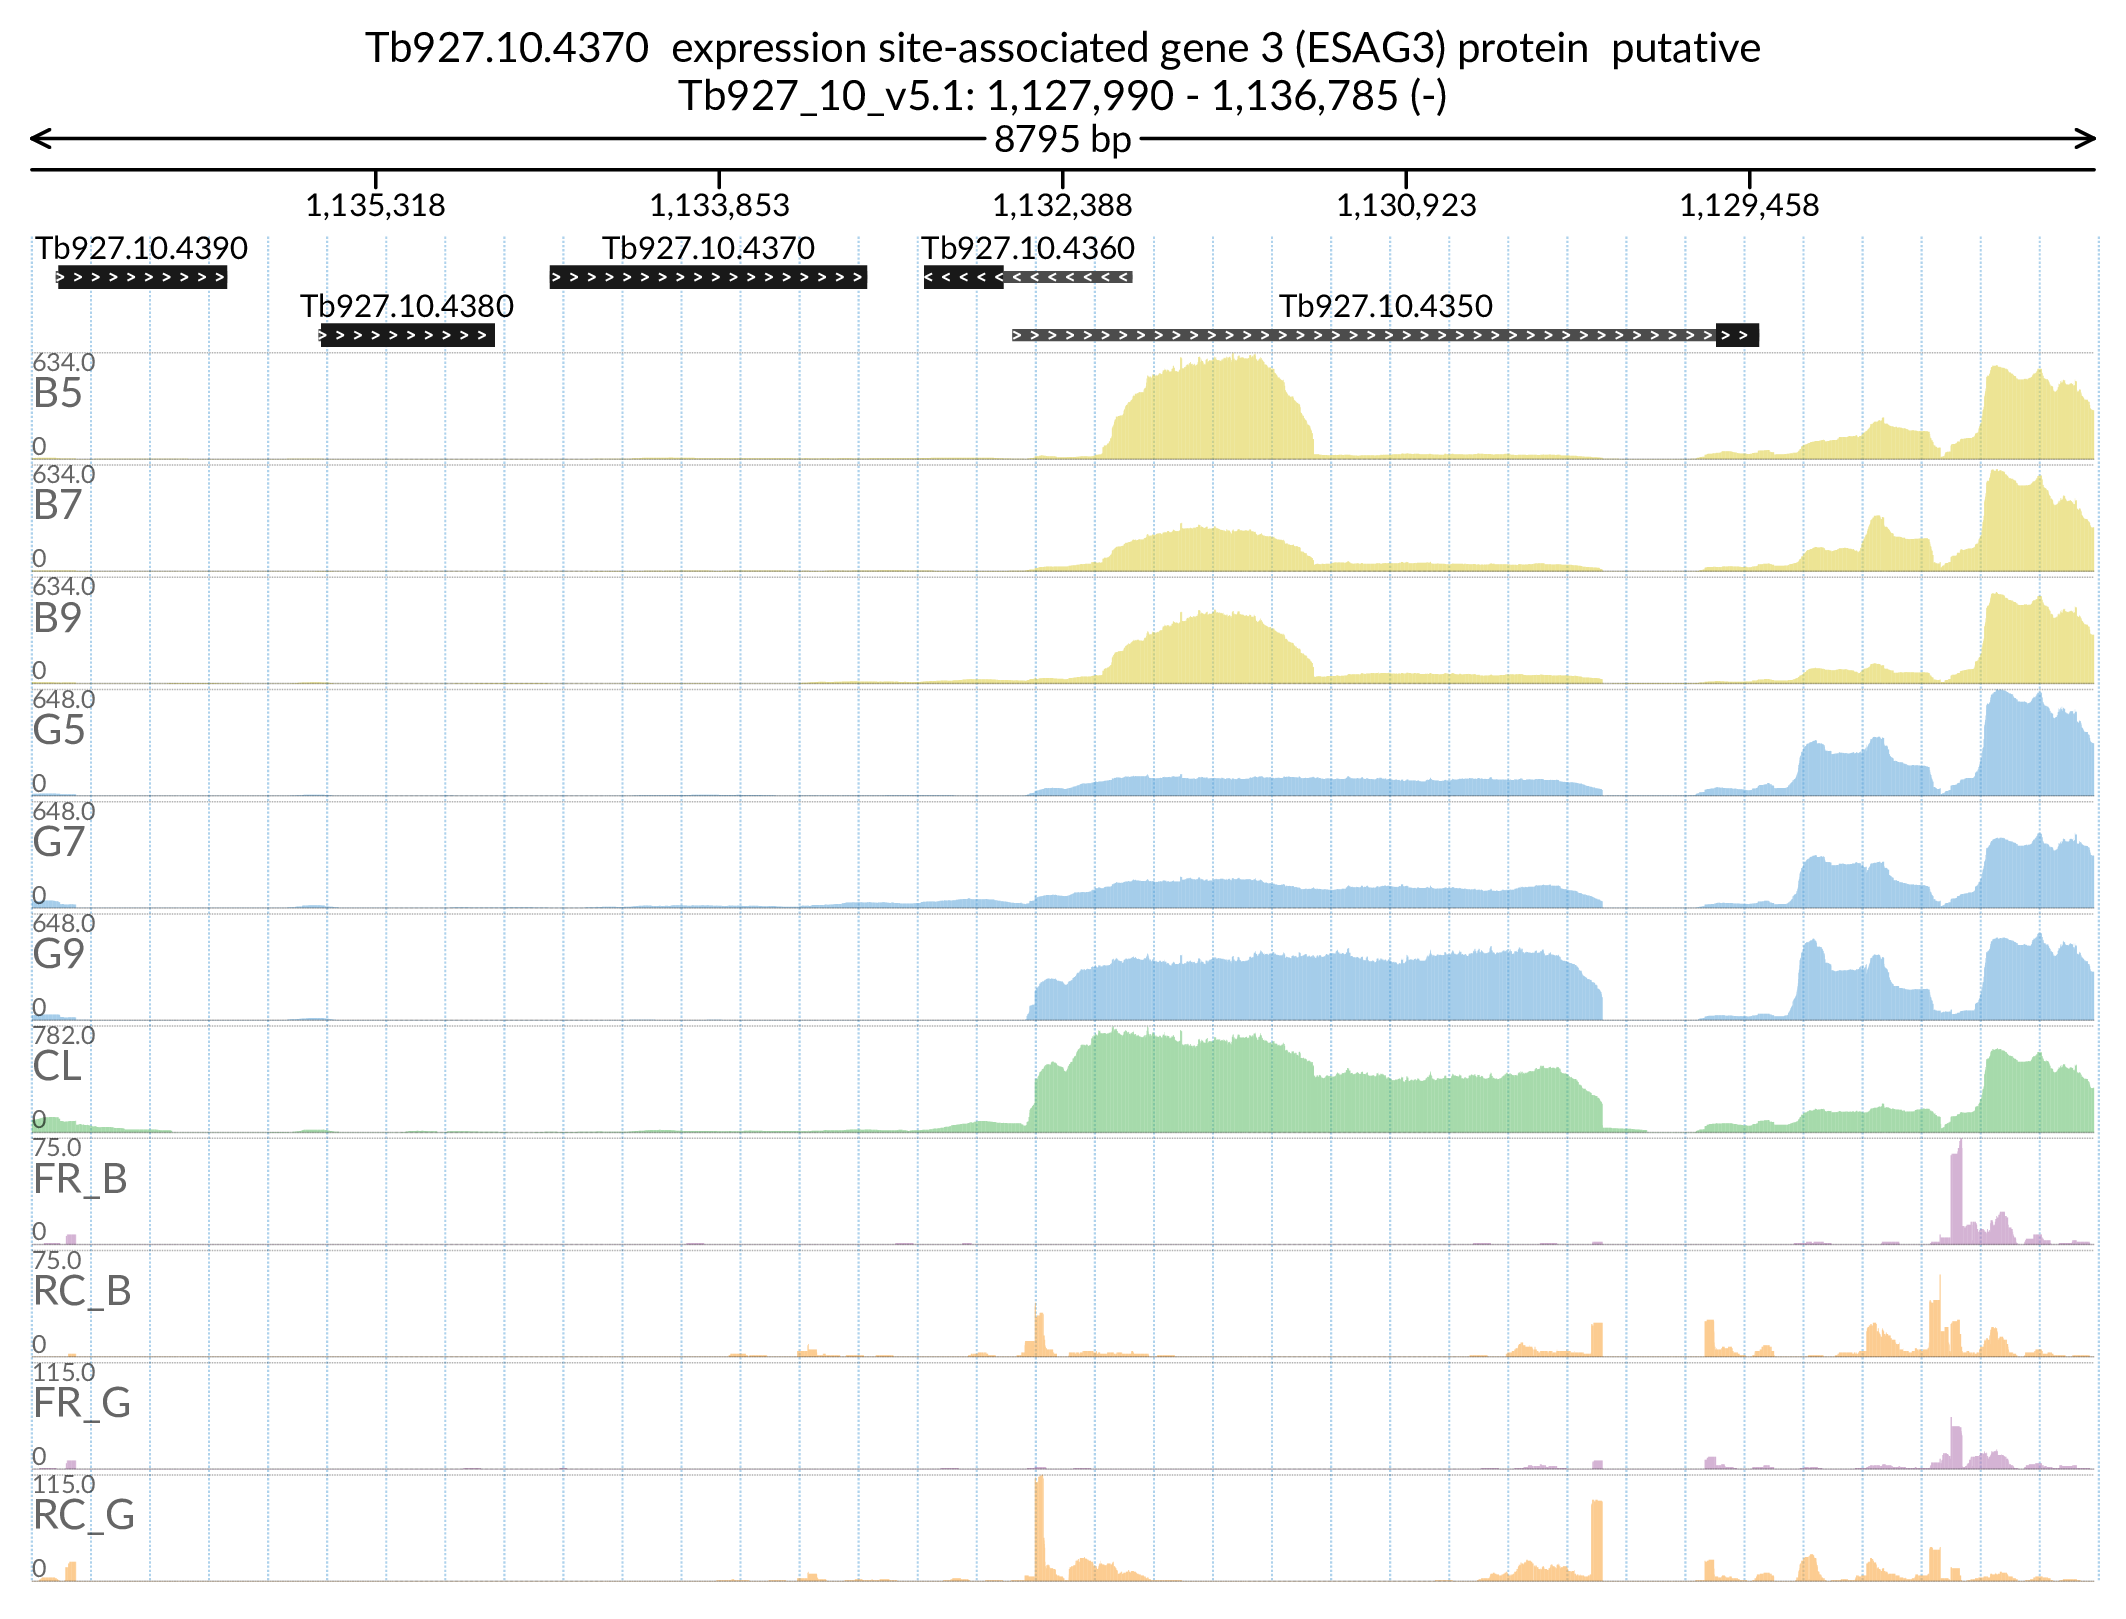 Tb927.10.4370  expression site-associated gene 3 (ESAG3) protein  putative
Tb927_10_v5.1: 1,127,990 - 1,136,785 (-)
8795 bp
1,135,318 1,133,853 1,132,388 1,130,923 1,129,458
Tb927.10.4390 Tb927.10.4370 Tb927.10.4360
Tb927.10.4380 Tb927.10.4350
634.0
B5
0
634.0
B7
0
634.0
B9
0
648.0
G5
0
648.0
G7
0
648.0
G9
0
782.0
CL
0
75.0
FR_B
0
75.0
RC_B
0
115.0
FR_G
0
115.0
RC_G
0